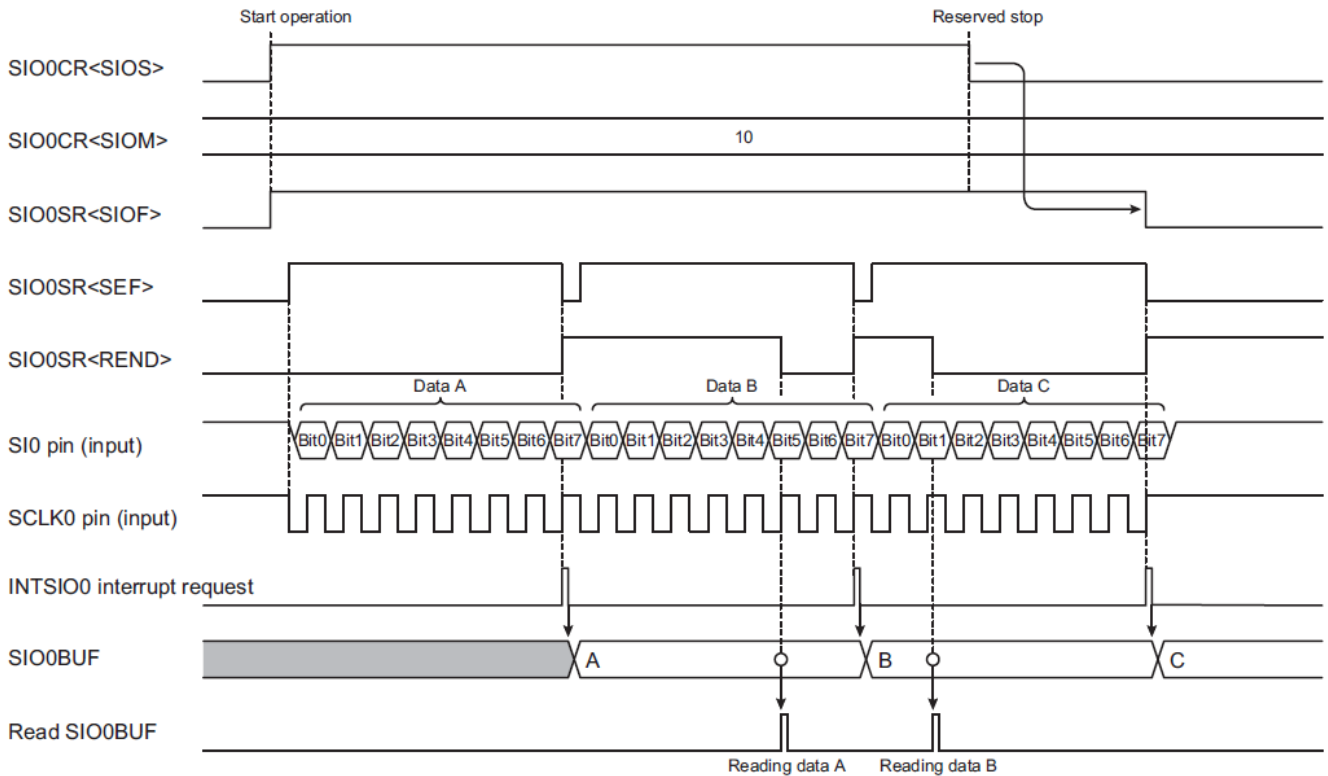 Start operation Reserved stop
SIO0CR<SIOS>
SIO0CR<SIOM> 10
SIO0SR<SIOF>
SIO0SR<SEF>
SIO0SR<REND>
Data A Data B Data C
SI0 pin (input) Bit0 Bit1 Bit2 Bit3 Bit4 Bit5 Bit6 Bit7 Bit0 Bit1 Bit2 Bit3 Bit4 Bit5 Bit6 Bit7 Bit0 Bit1 Bit2 Bit3 Bit4 Bit5 Bit6 Bit7
SCLK0 pin (input)
INTSIO0 interrupt request
SIO0BUF A B C
Read SIO0BUF
Reading data A Reading data B